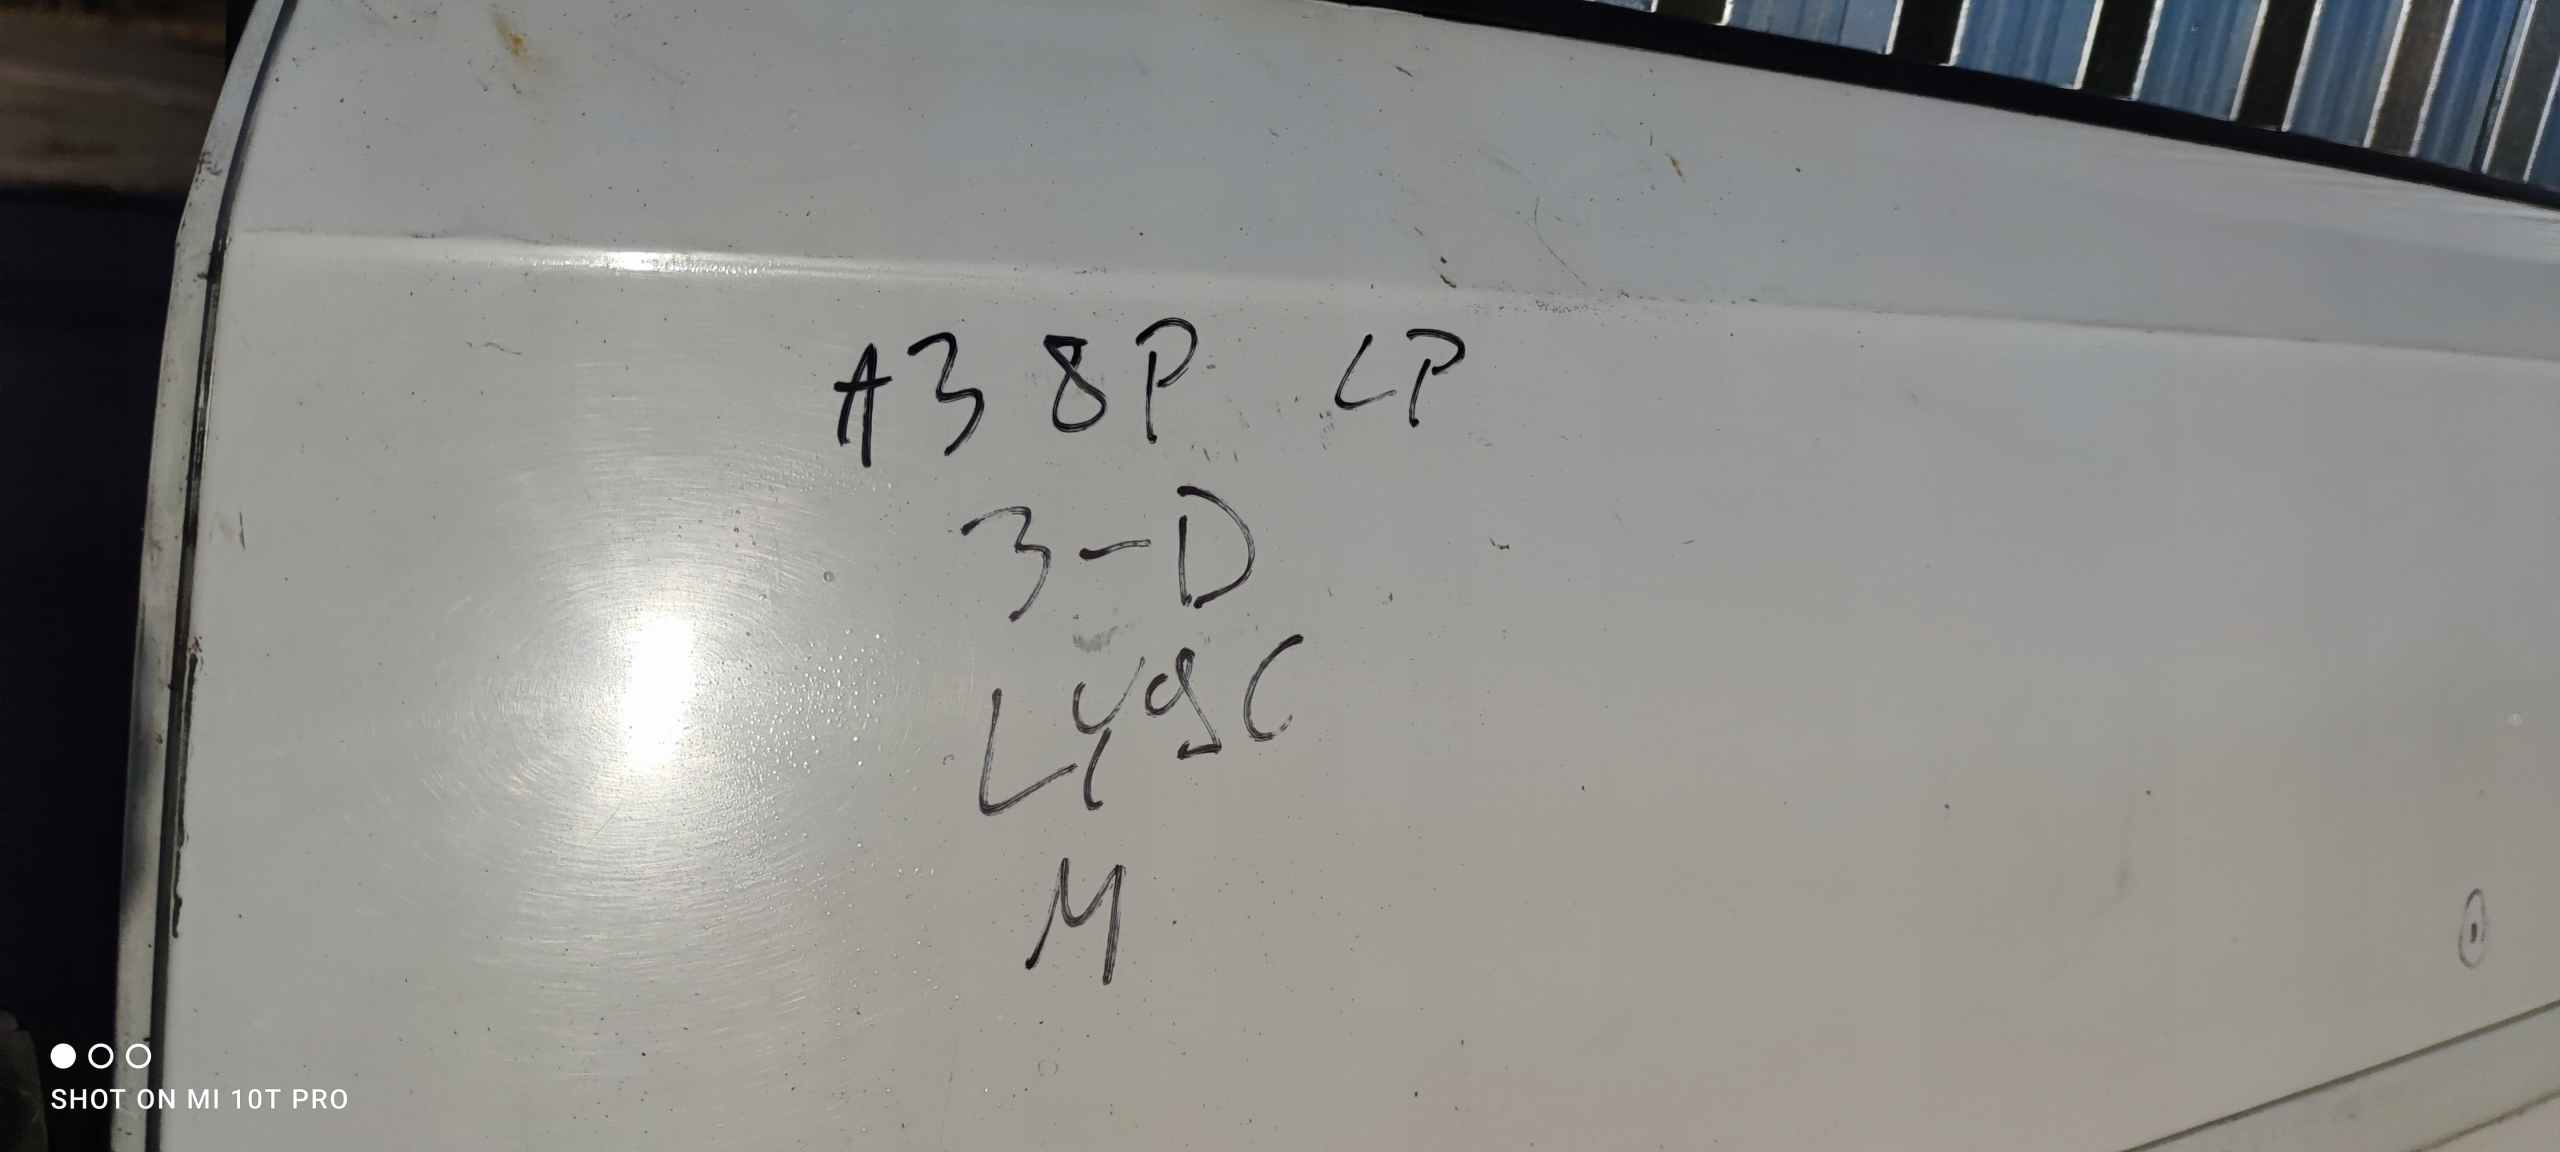 A3 8P LP
3-D
LY9C
M
SHOT ON MI 10T PRO